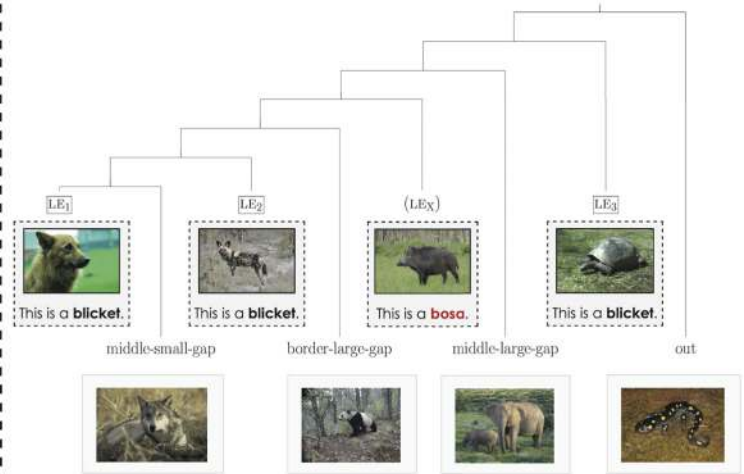 LE1
LE2
(LEX)
LE3
This is a blicket.
This is a blicket.
This is a bosa.
This is a blicket.
middle-small-gap
border-large-gap
middle-large-gap
out